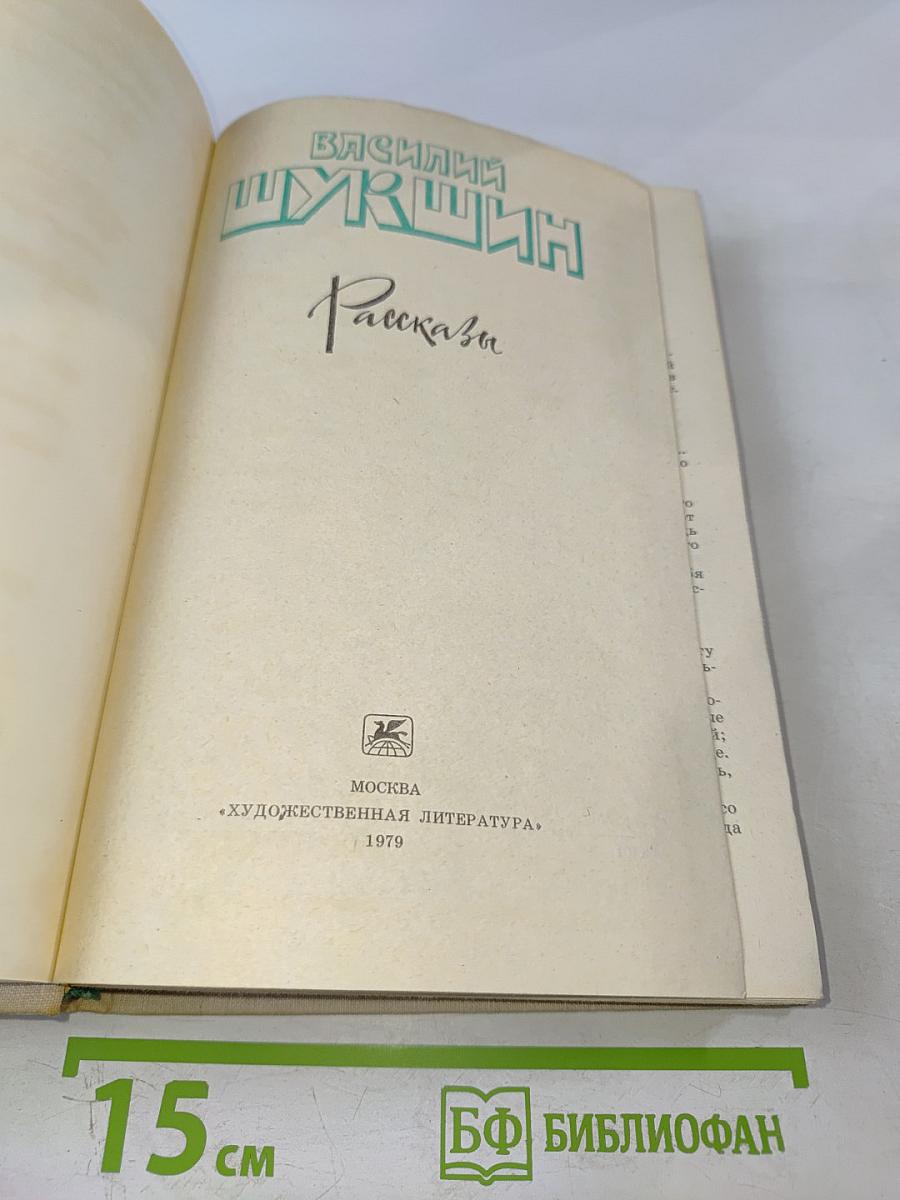 ВАСИЛИЙ
ШУКШИН
Рассказы
МОСКВА
«ХУДОЖЕСТВЕННАЯ ЛИТЕРАТУРА»
1979
15 см
БФ БИБЛИОФАН